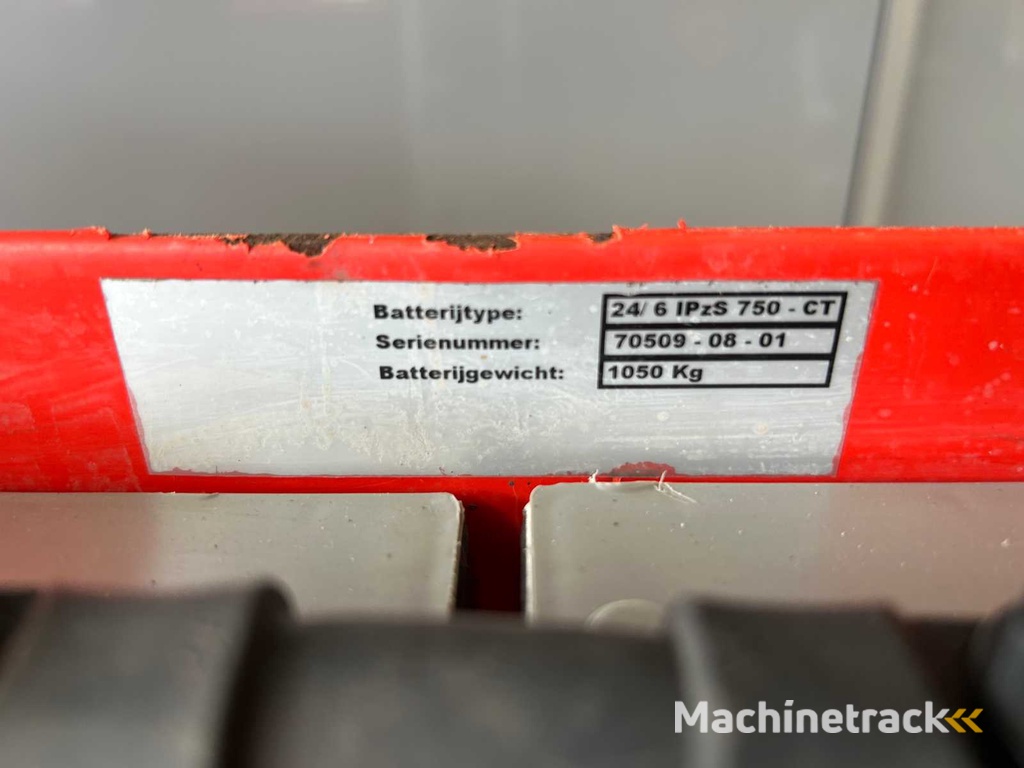 Batterijtype: 24/ 6 IPzS 750 - CT
Serienummer: 70509 - 08 - 01
Batterijgewicht: 1050 Kg
Machinetrack